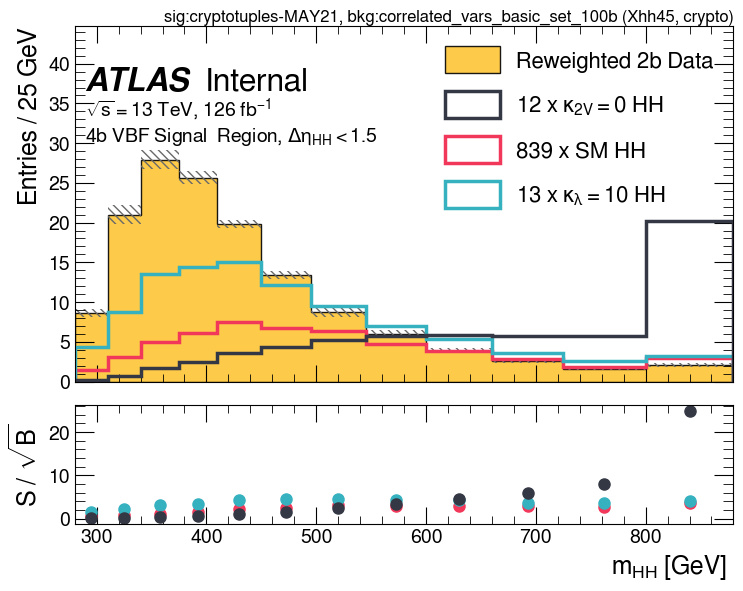 sig:cryptotuples-MAY21, bkg:correlated_vars_basic_set_100b (Xhh45, crypto)
Entries / 25 GeV
ATLAS Internal
√s = 13 TeV, 126 fb⁻¹
4b VBF Signal Region, Δη_HH < 1.5
Reweighted 2b Data
12 x κ_2V = 0 HH
839 x SM HH
13 x κ_λ = 10 HH
40
35
30
25
20
15
10
5
0
S / √B
20
10
0
300 400 500 600 700 800
m_HH [GeV]